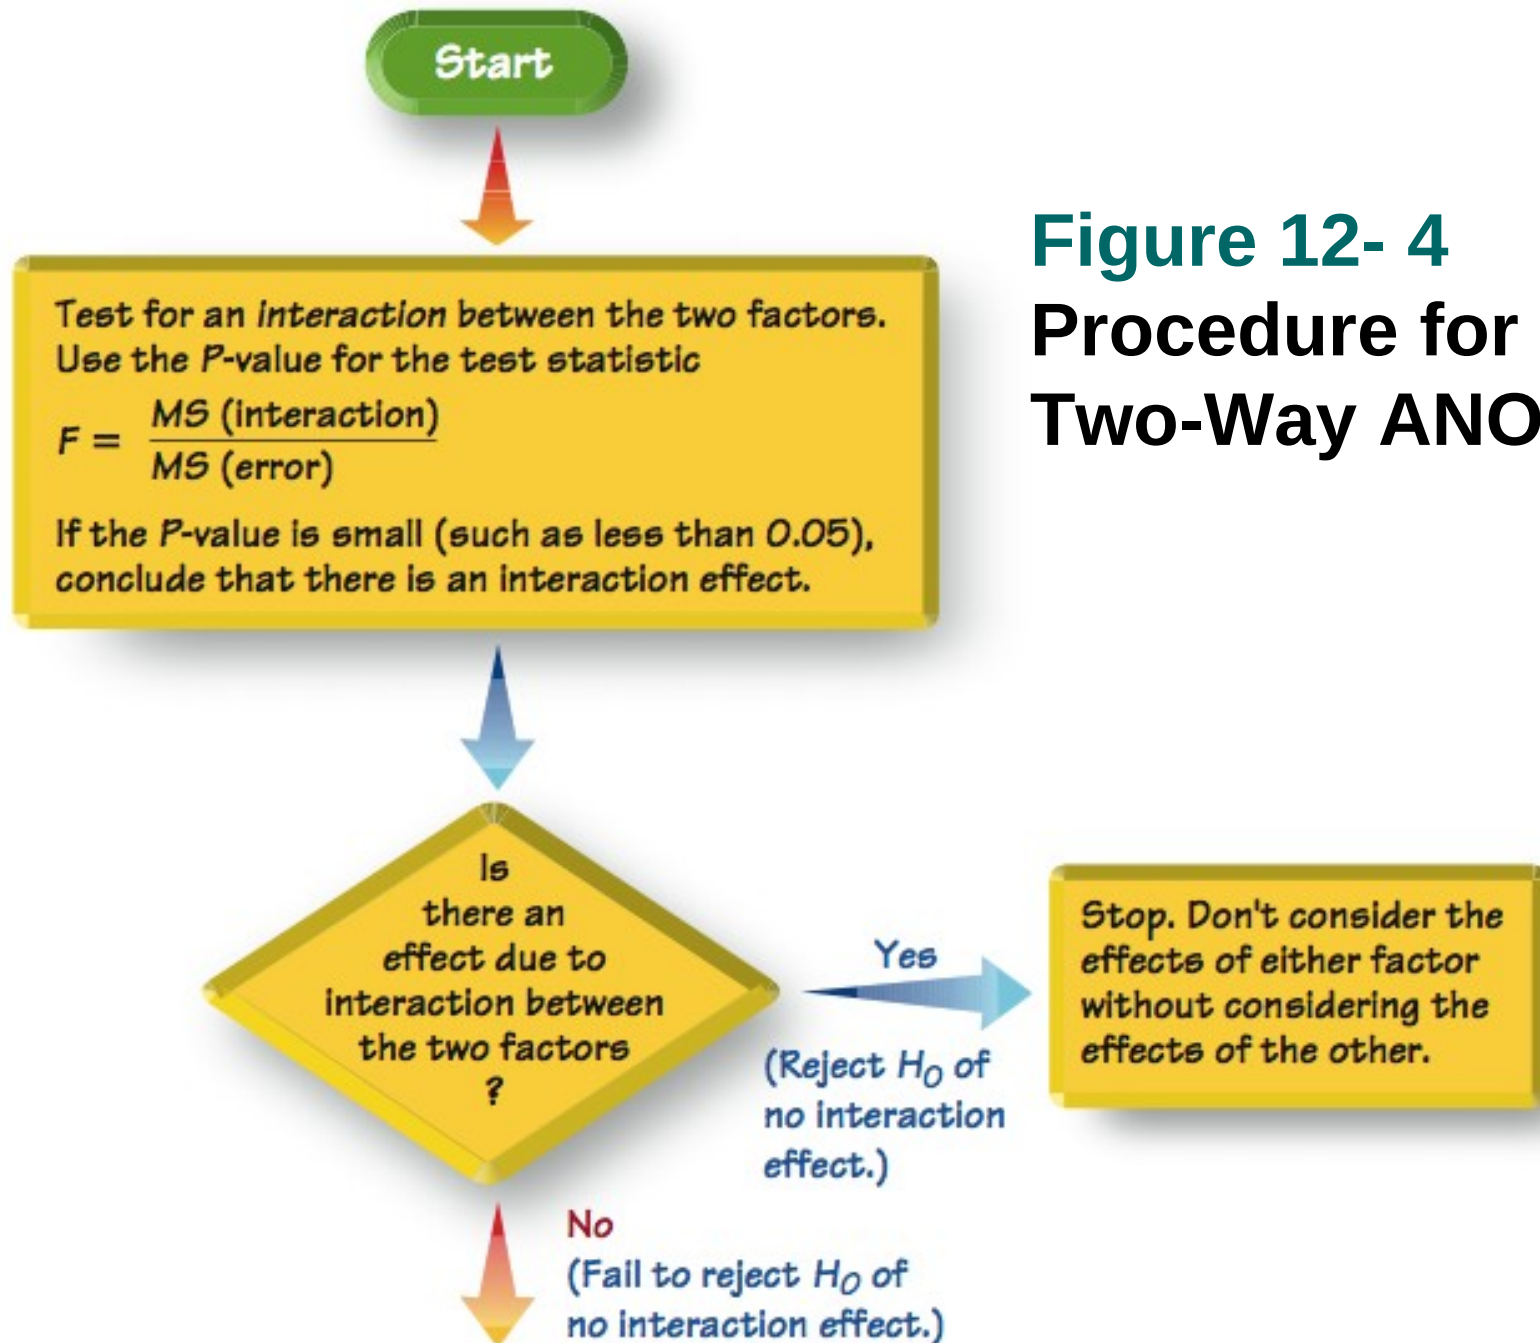 Start
Figure 12- 4
Procedure for
Two-Way ANO
Test for an interaction between the two factors.
Use the P-value for the test statistic
F = MS (interaction)
MS (error)
If the P-value is small (such as less than 0.05),
conclude that there is an interaction effect.
Is
there an
effect due to
interaction between
the two factors
?
Yes
(Reject H0 of
no interaction
effect.)
Stop. Don't consider the
effects of either factor
without considering the
effects of the other.
No
(Fail to reject H0 of
no interaction effect.)